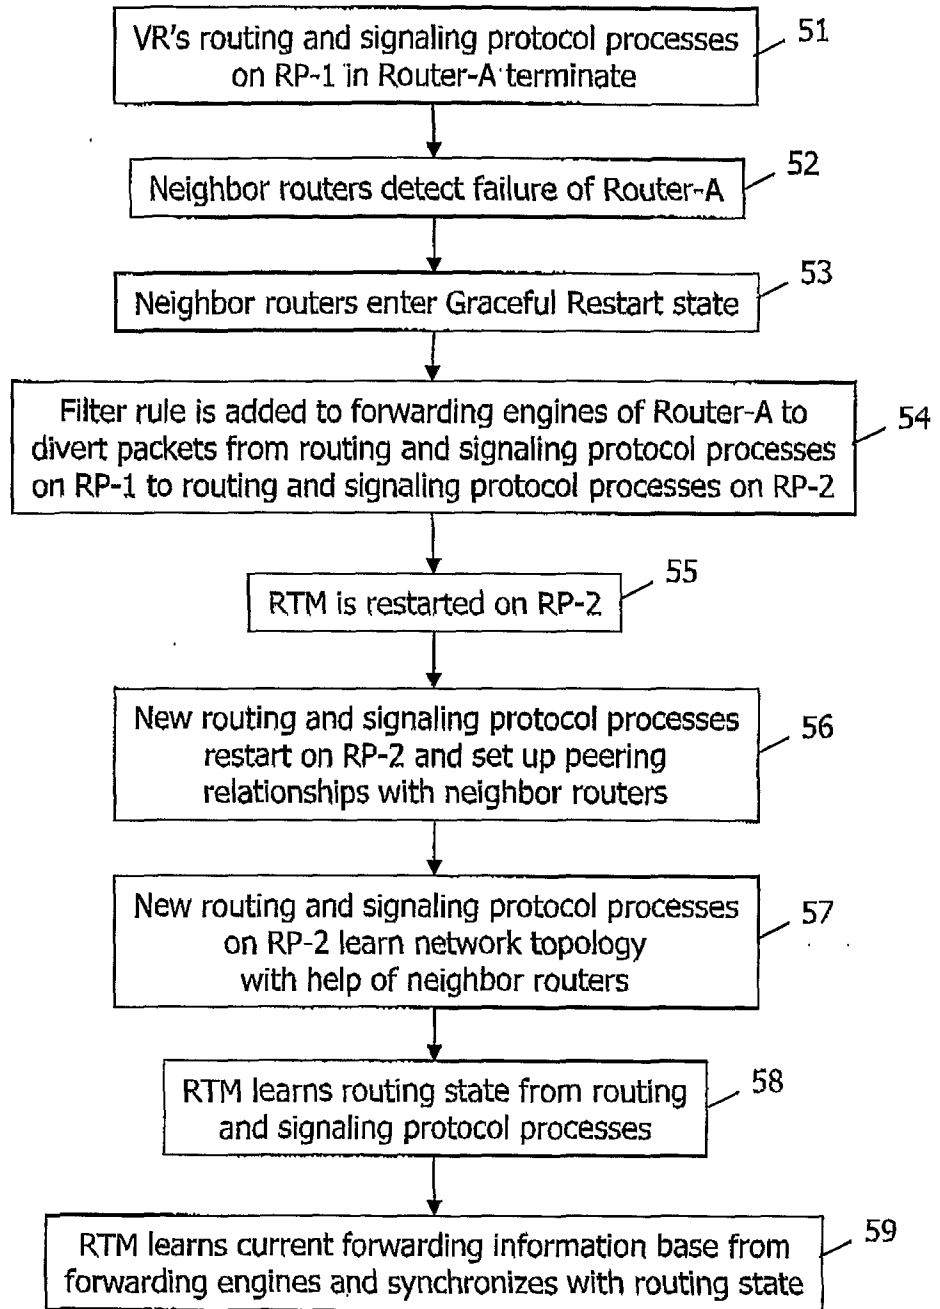 VR's routing and signaling protocol processes
on RP-1 in Router-A terminate
51
Neighbor routers detect failure of Router-A
52
Neighbor routers enter Graceful Restart state
53
Filter rule is added to forwarding engines of Router-A to
divert packets from routing and signaling protocol processes
on RP-1 to routing and signaling protocol processes on RP-2
54
RTM is restarted on RP-2
55
New routing and signaling protocol processes
restart on RP-2 and set up peering
relationships with neighbor routers
56
New routing and signaling protocol processes
on RP-2 learn network topology
with help of neighbor routers
57
RTM learns routing state from routing
and signaling protocol processes
58
RTM learns current forwarding information base from
forwarding engines and synchronizes with routing state
59